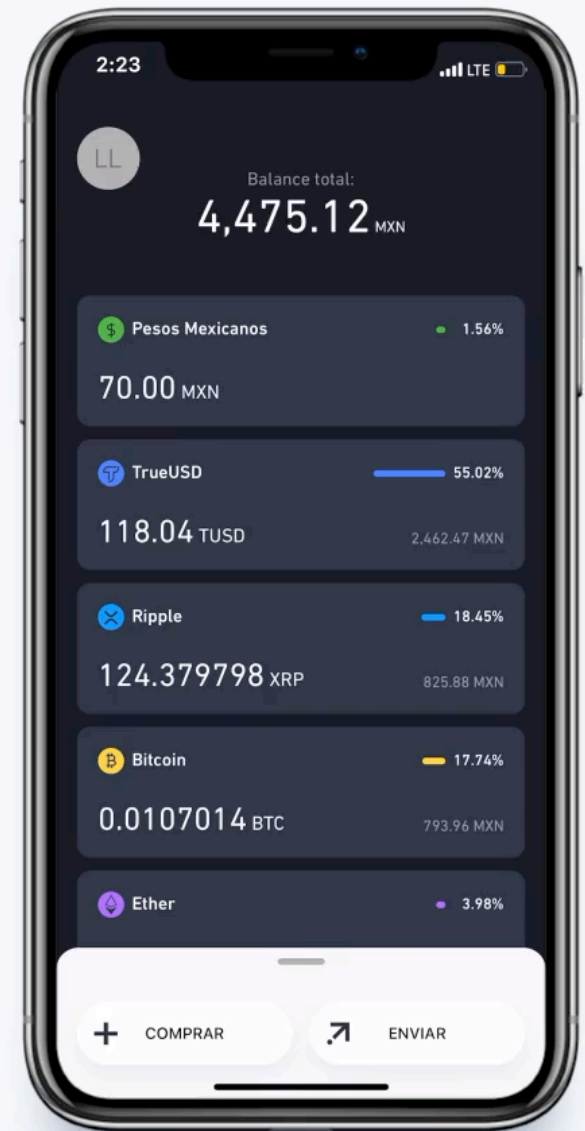 2:23 LTE
LL
Balance total:
4,475.12 MXN
$ Pesos Mexicanos 1.56%
70.00 MXN
TrueUSD 55.02%
118.04 TUSD 2,462.47 MXN
Ripple 18.45%
124.379798 XRP 825.88 MXN
Bitcoin 17.74%
0.0107014 BTC 793.96 MXN
Ether 3.98%
+ COMPRAR ENVIAR